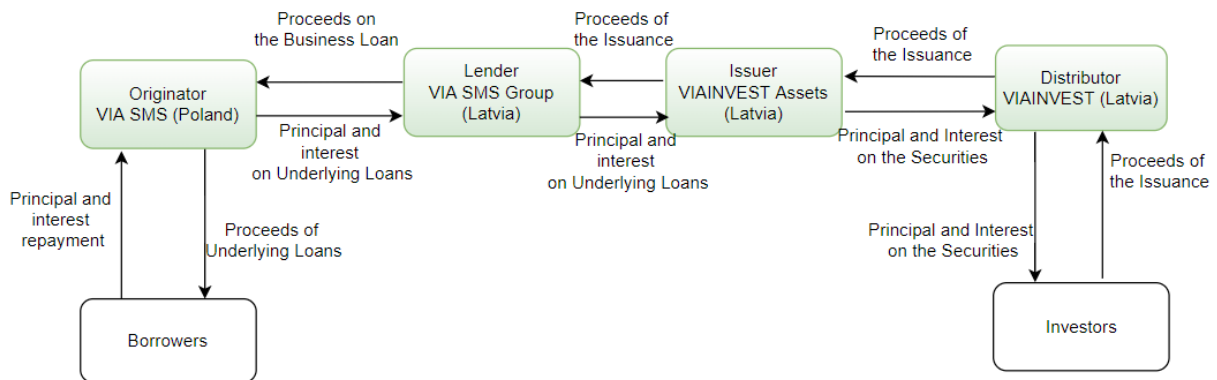 Proceeds on
the Business Loan
Proceeds of
the Issuance
Proceeds of
the Issuance
Originator
VIA SMS (Poland)
Lender
VIA SMS Group
(Latvia)
Issuer
VIAINVEST Assets
(Latvia)
Distributor
VIAINVEST (Latvia)
Principal and
interest
on Underlying Loans
Principal and
interest
on Underlying Loans
Principal and Interest
on the Securities
Proceeds of
the Issuance
Principal and
interest
repayment
Proceeds of
Underlying Loans
Principal and Interest
on the Securities
Borrowers
Investors